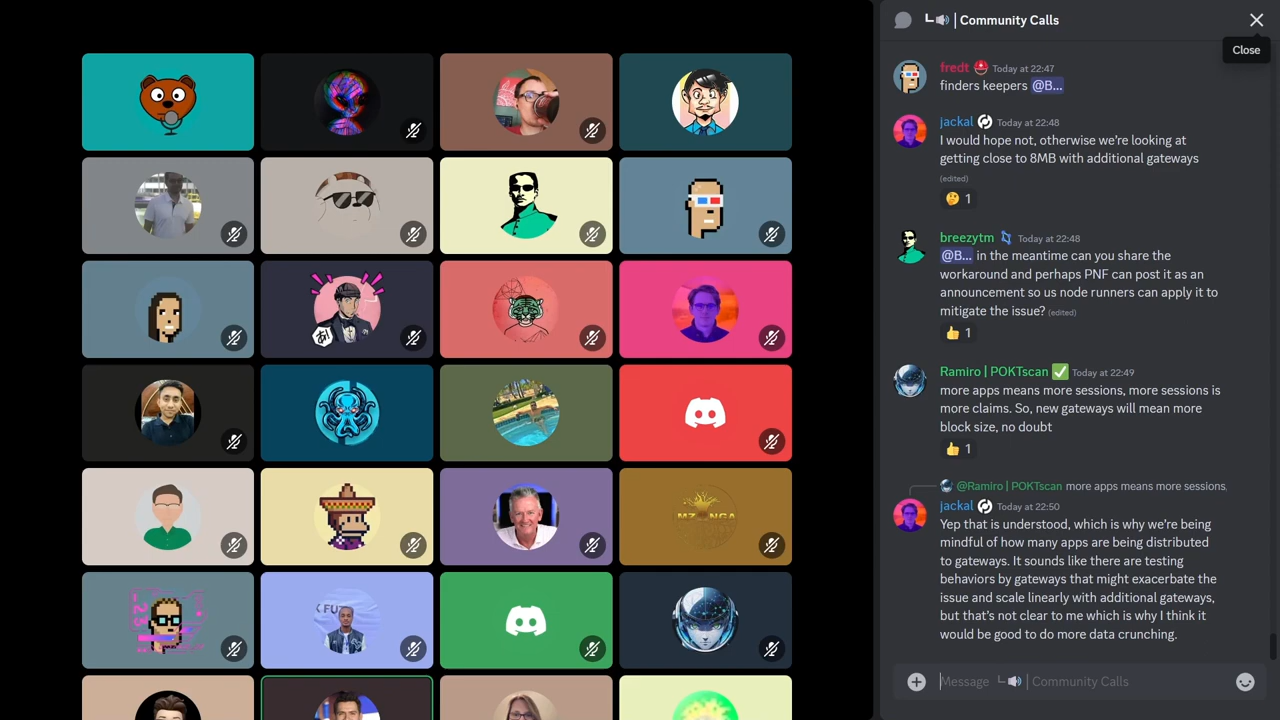 Community Calls
Close
fredt Today at 22:47
finders keepers @B...
jackal Today at 22:48
I would hope not, otherwise we're looking at
getting close to 8MB with additional gateways
(edited)
1
breezytm Today at 22:48
@B... in the meantime can you share the
workaround and perhaps PNF can post it as an
announcement so us node runners can apply it to
mitigate the issue? (edited)
1
Ramiro | POKTscan Today at 22:49
more apps means more sessions, more sessions is
more claims. So, new gateways will mean more
block size, no doubt
1
@Ramiro | POKTscan more apps means more sessions,
jackal Today at 22:50
Yep that is understood, which is why we're being
mindful of how many apps are being distributed
to gateways. It sounds like there are testing
behaviors by gateways that might exacerbate the
issue and scale linearly with additional gateways,
but that's not clear to me which is why I think it
would be good to do more data crunching.
Message Community Calls